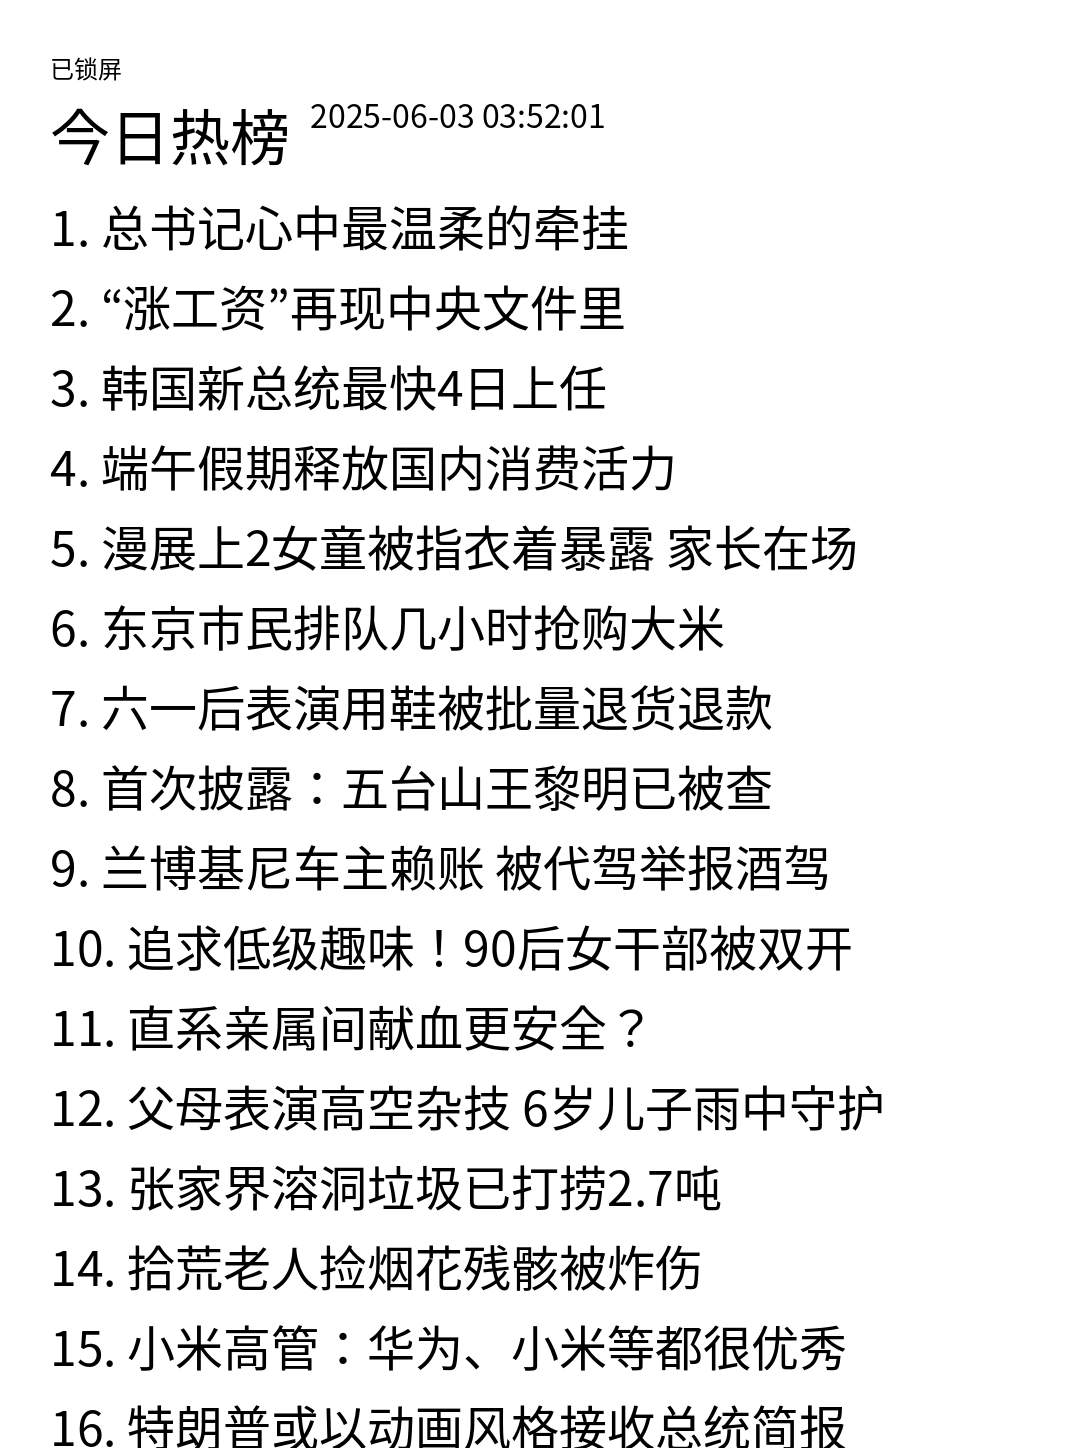 已锁屏
今日热榜 2025-06-03 03:52:01
1. 总书记心中最温柔的牵挂
2. “涨工资”再现中央文件里
3. 韩国新总统最快4日上任
4. 端午假期释放国内消费活力
5. 漫展上2女童被指衣着暴露 家长在场
6. 东京市民排队几小时抢购大米
7. 六一后表演用鞋被批量退货退款
8. 首次披露：五台山王黎明已被查
9. 兰博基尼车主赖账 被代驾举报酒驾
10. 追求低级趣味！90后女干部被双开
11. 直系亲属间献血更安全？
12. 父母表演高空杂技 6岁儿子雨中守护
13. 张家界溶洞垃圾已打捞2.7吨
14. 拾荒老人捡烟花残骸被炸伤
15. 小米高管：华为、小米等都很优秀
16. 特朗普或以动画风格接收总统简报